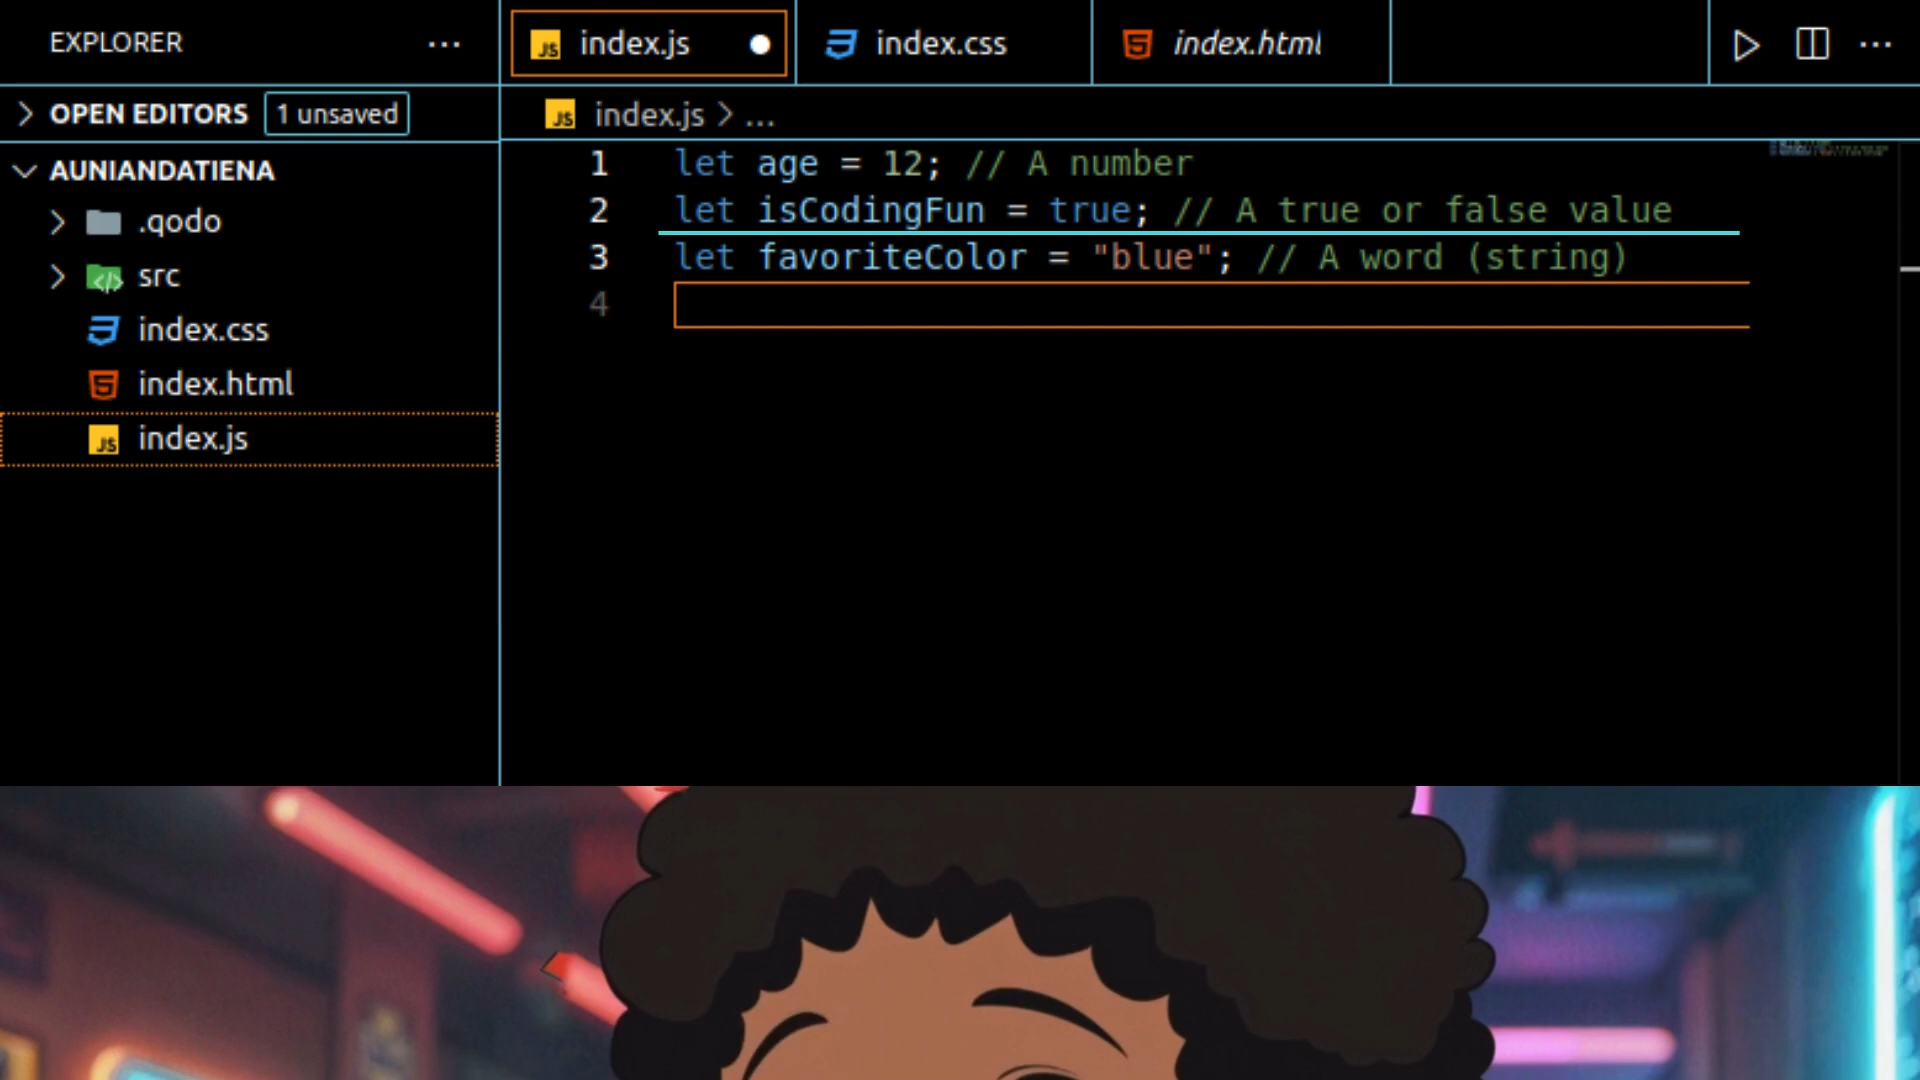 EXPLORER
OPEN EDITORS 1 unsaved
AUNIANDATIENA
.qodo
src
index.css
index.html
index.js
index.js index.css index.html
index.js > ...
1 let age = 12; // A number
2 let isCodingFun = true; // A true or false value
3 let favoriteColor = "blue"; // A word (string)
4